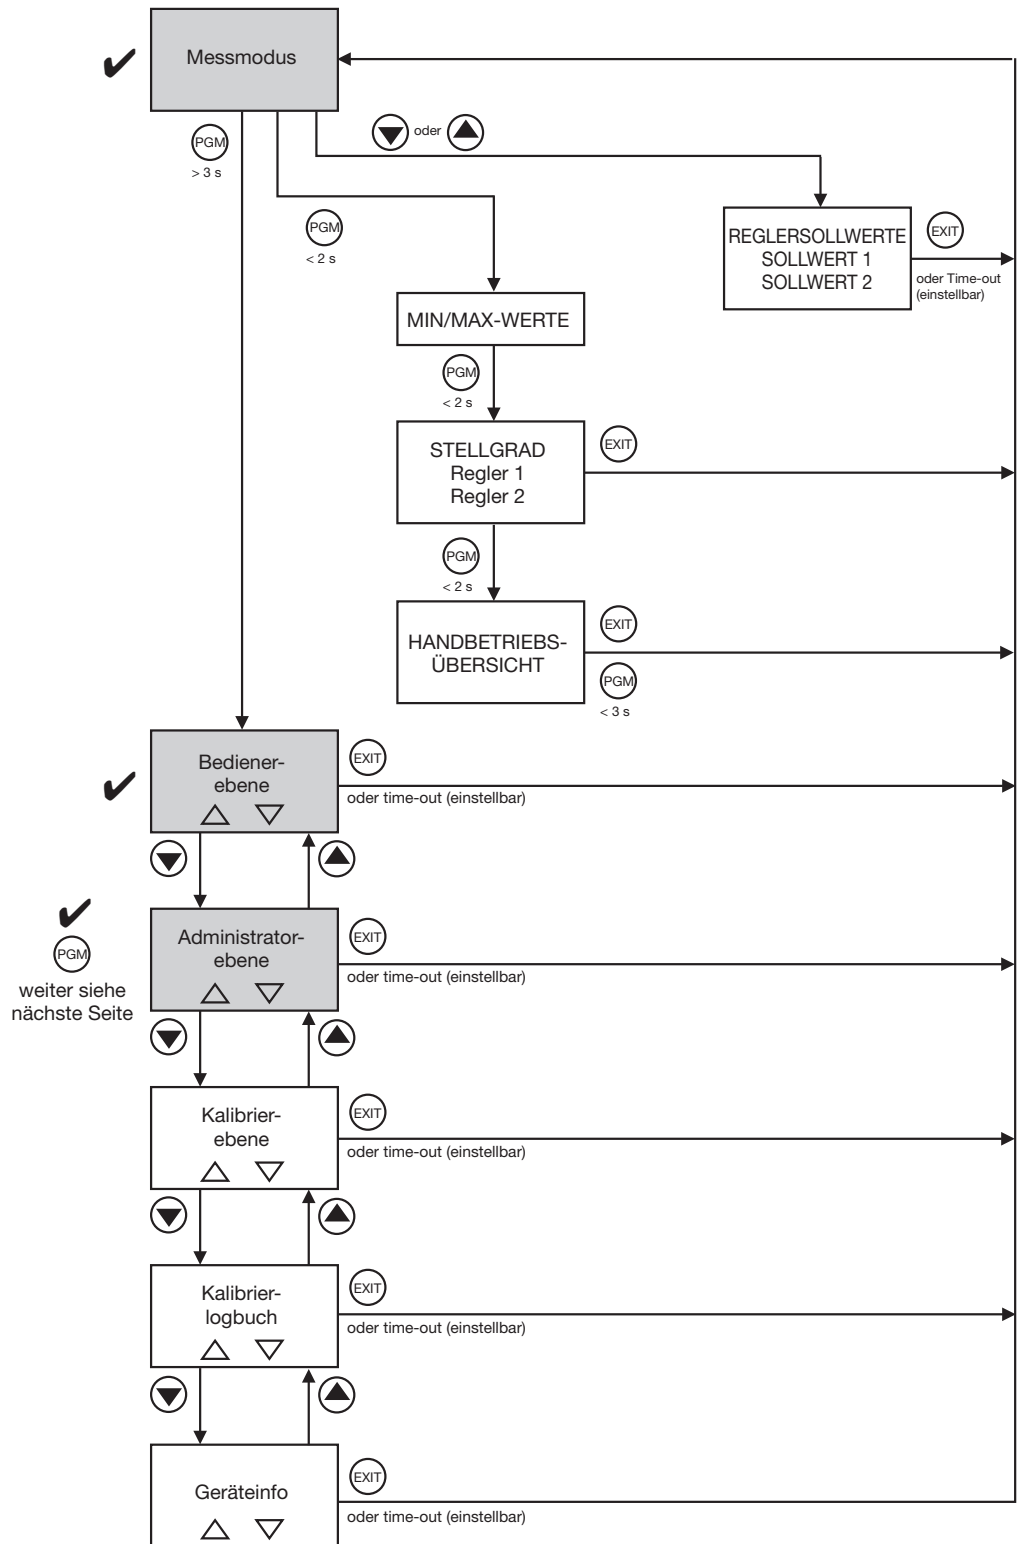 Messmodus
PGM
> 3 s
oder
PGM
< 2 s
REGLERSOLLWERTE
SOLLWERT 1
SOLLWERT 2
EXIT
oder Time-out
(einstellbar)
MIN/MAX-WERTE
PGM
< 2 s
STELLGRAD
Regler 1
Regler 2
EXIT
PGM
< 2 s
HANDBETRIEBS-
ÜBERSICHT
EXIT
PGM
< 3 s
Bediener-
ebene
EXIT
oder time-out (einstellbar)
PGM
weiter siehe
nächste Seite
Administrator-
ebene
EXIT
oder time-out (einstellbar)
Kalibrier-
ebene
EXIT
oder time-out (einstellbar)
Kalibrier-
logbuch
EXIT
oder time-out (einstellbar)
Geräteinfo
EXIT
oder time-out (einstellbar)